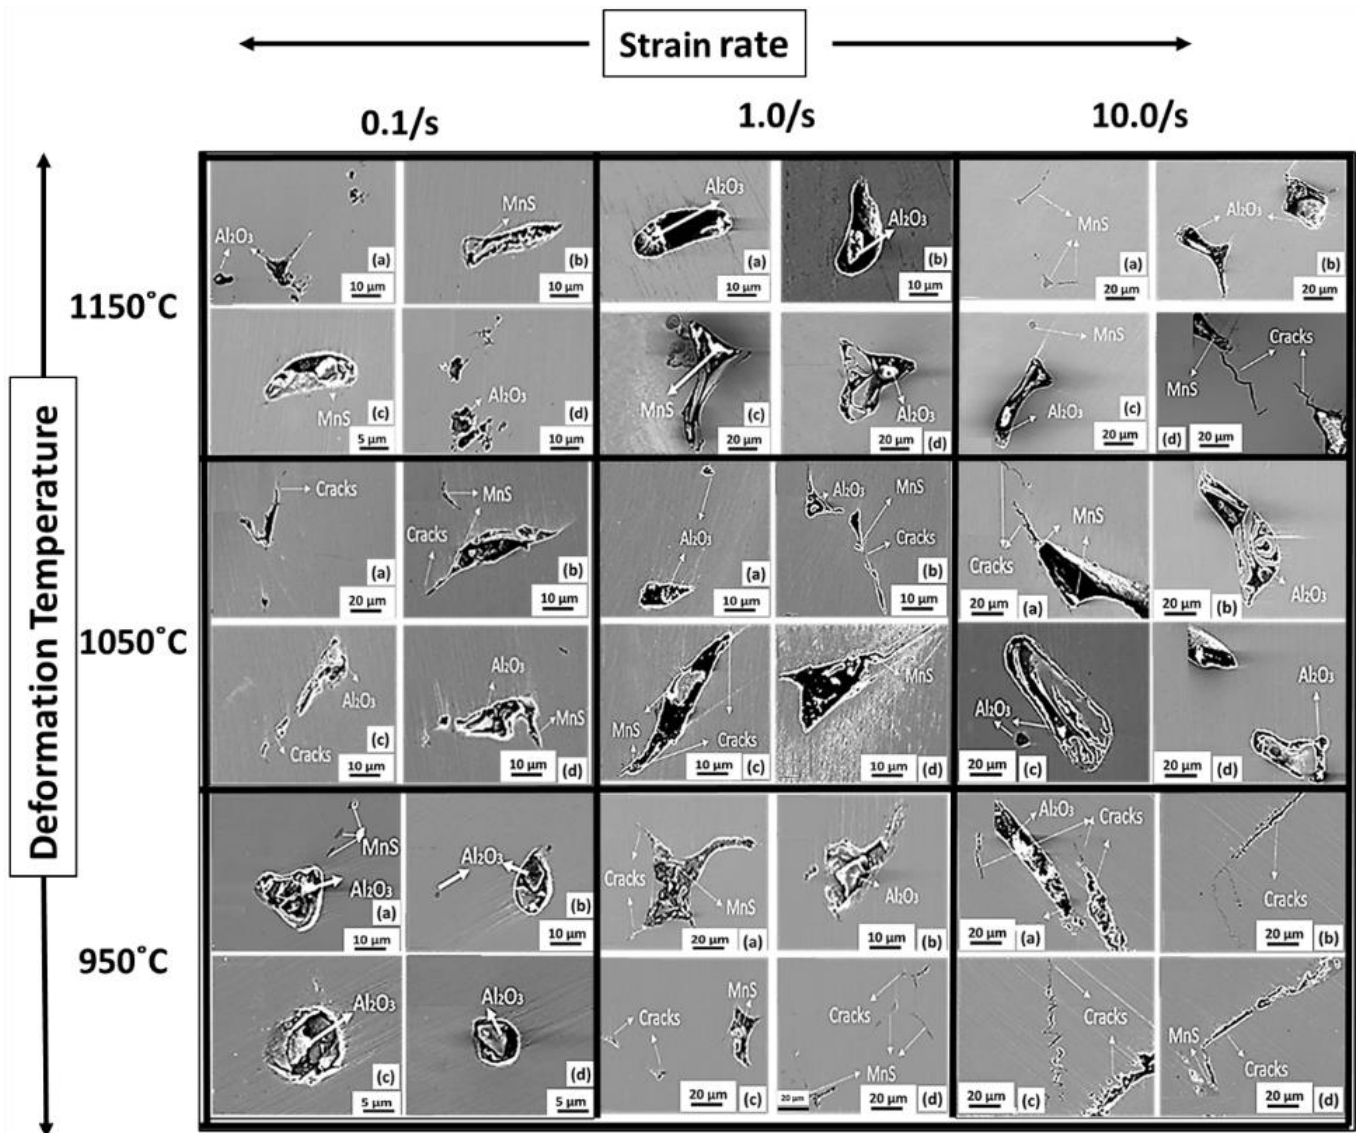 Strain rate
0.1/s
1.0/s
10.0/s
Deformation Temperature
1150˚C
Al₂O₃
(a)
10 μm
MnS
(b)
10 μm
MnS
(c)
5 μm
Al₂O₃
(d)
10 μm
Al₂O₃
(a)
10 μm
Al₂O₃
(b)
10 μm
MnS
(c)
20 μm
Al₂O₃
(d)
20 μm
MnS
(a)
20 μm
Al₂O₃
(b)
20 μm
MnS
Al₂O₃
(c)
20 μm
Cracks
MnS
(d)
20 μm
1050˚C
Cracks
(a)
20 μm
MnS
Cracks
(b)
10 μm
Al₂O₃
Cracks
(c)
10 μm
Al₂O₃
MnS
(d)
10 μm
Al₂O₃
(a)
10 μm
Al₂O₃
MnS
Cracks
(b)
10 μm
MnS
Cracks
(c)
10 μm
MnS
(d)
10 μm
MnS
Cracks
(a)
20 μm
Al₂O₃
(b)
20 μm
Al₂O₃
(c)
20 μm
Al₂O₃
(d)
20 μm
950˚C
MnS
Al₂O₃
(a)
10 μm
Al₂O₃
(b)
10 μm
Al₂O₃
(c)
5 μm
Al₂O₃
(d)
5 μm
Cracks
MnS
(a)
20 μm
Al₂O₃
(b)
10 μm
MnS
Cracks
(c)
20 μm
Cracks
MnS
(d)
20 μm
20 μm
Al₂O₃
Cracks
(a)
20 μm
Cracks
(b)
20 μm
Cracks
(c)
20 μm
MnS
Cracks
(d)
20 μm